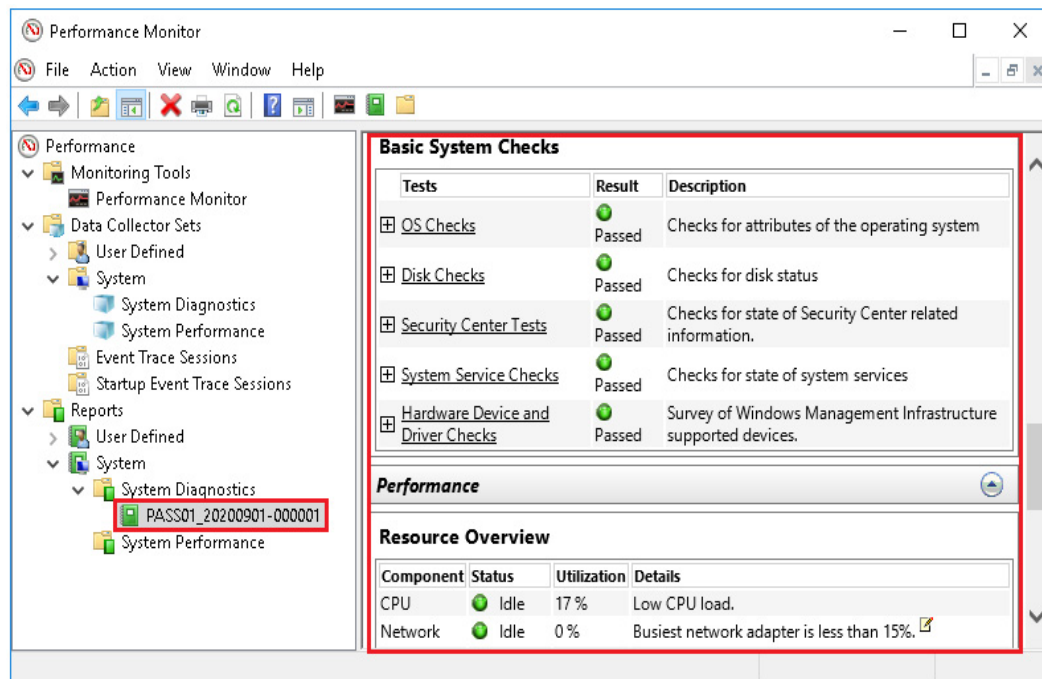 Performance Monitor
File Action View Window Help
Performance
Monitoring Tools
Performance Monitor
Data Collector Sets
User Defined
System
System Diagnostics
System Performance
Event Trace Sessions
Startup Event Trace Sessions
Reports
User Defined
System
System Diagnostics
PASS01_20200901-000001
System Performance
Basic System Checks
Tests Result Description
OS Checks Passed Checks for attributes of the operating system
Disk Checks Passed Checks for disk status
Security Center Tests Passed Checks for state of Security Center related
information.
System Service Checks Passed Checks for state of system services
Hardware Device and
Driver Checks Passed Survey of Windows Management Infrastructure
supported devices.
Performance
Resource Overview
Component Status Utilization Details
CPU Idle 17 % Low CPU load.
Network Idle 0 % Busiest network adapter is less than 15%.